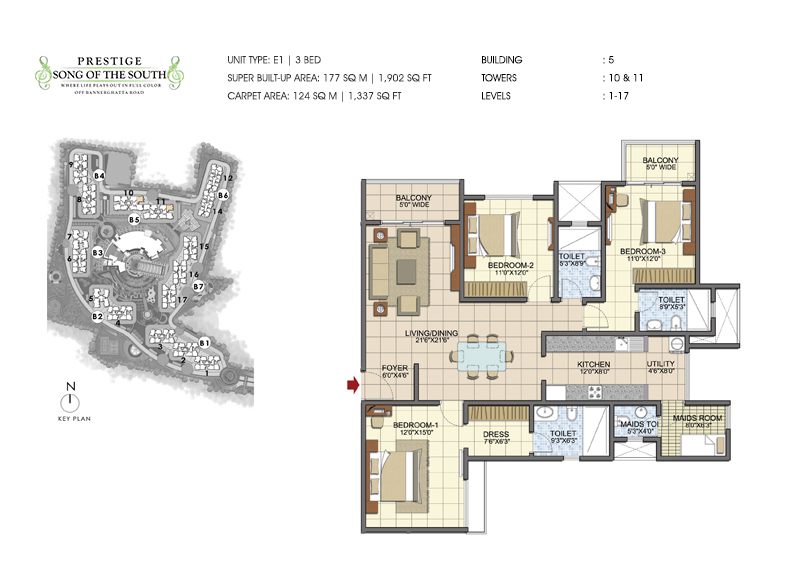 PRESTIGE
SONG OF THE SOUTH
WHERE LIFE PLAYS OUT IN FULL COLOR
OFF BANNERGHATTA ROAD
UNIT TYPE: E1 | 3 BED
SUPER BUILT-UP AREA: 177 SQ M | 1,902 SQ FT
CARPET AREA: 124 SQ M | 1,337 SQ FT
BUILDING : 5
TOWERS : 10 & 11
LEVELS : 1-17
9
B4
8
10
11
B5
12
B6
14
7
B3
6
15
16
B7
17
5
B2
4
3
B1
2
1
N
KEY PLAN
BALCONY
5'0" WIDE
BALCONY
5'0" WIDE
BEDROOM-2
11'0"X12'0"
TOILET
5'3"X8'9"
BEDROOM-3
11'0"X12'0"
TOILET
8'9"X5'3"
LIVING/DINING
21'6"X21'6"
FOYER
6'0"X4'6"
KITCHEN
12'0"X8'0"
UTILITY
4'6"X8'0"
BEDROOM-1
12'0"X15'0"
DRESS
7'6"X6'3"
TOILET
9'3"X6'3"
MAIDS TOI
5'3"X4'0"
MAIDS ROOM
8'0"X6'3"